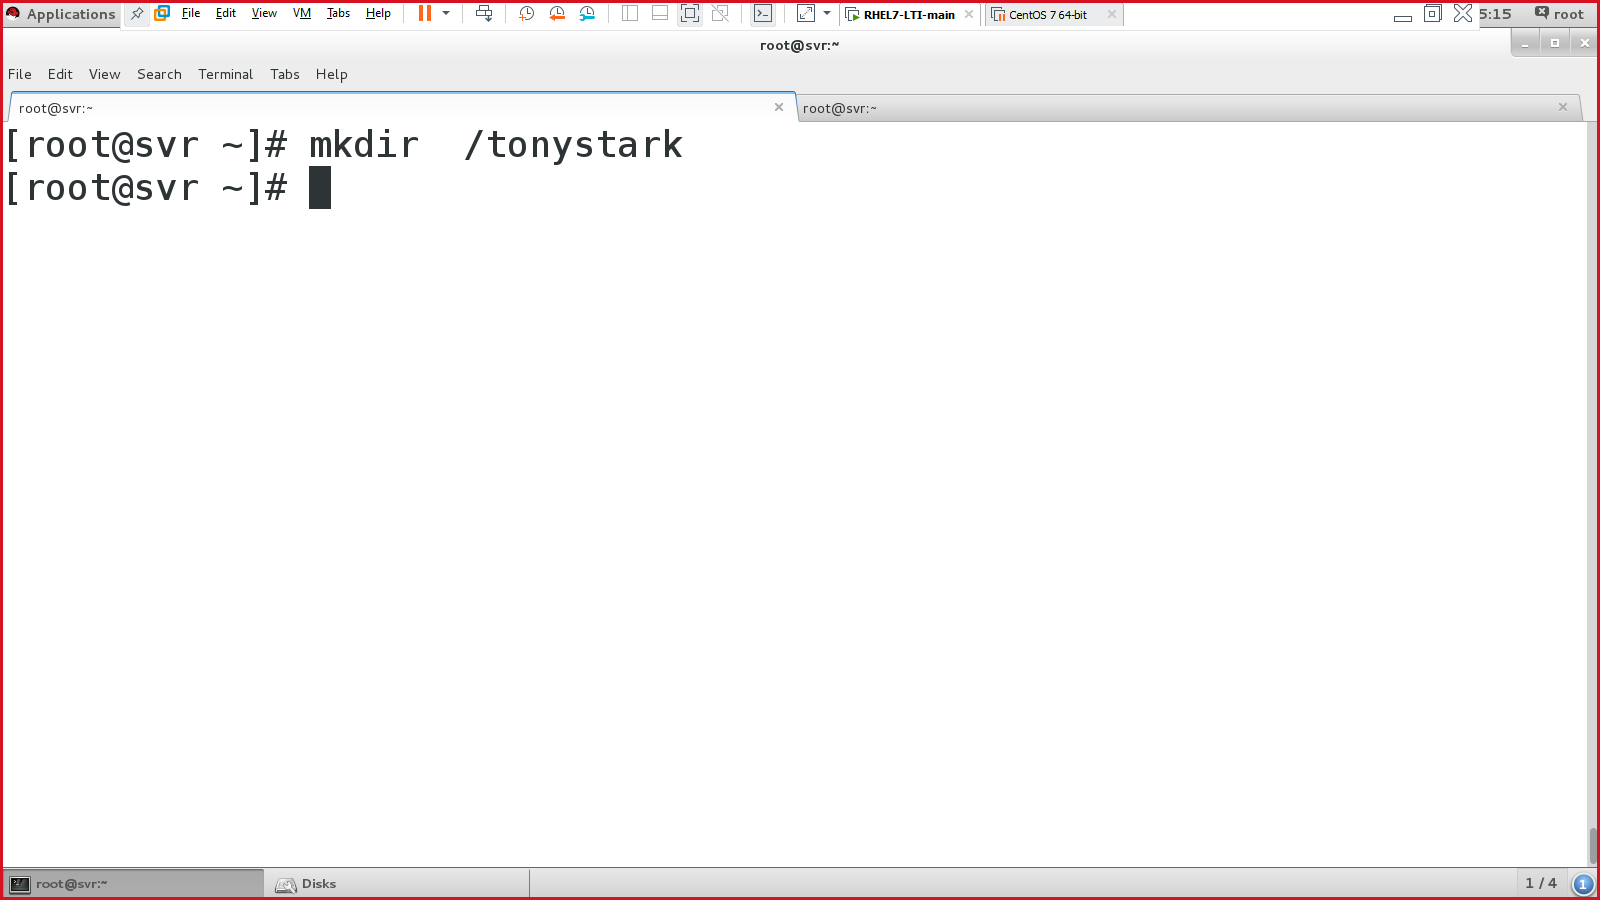 Applications File Edit View VM Tabs Help RHEL7-LTI-main CentOS 7 64-bit 5:15 root
root@svr:~
File Edit View Search Terminal Tabs Help
root@svr:~ root@svr:~
[root@svr ~]# mkdir  /tonystark
[root@svr ~]#
root@svr:~ Disks 1 / 4 1